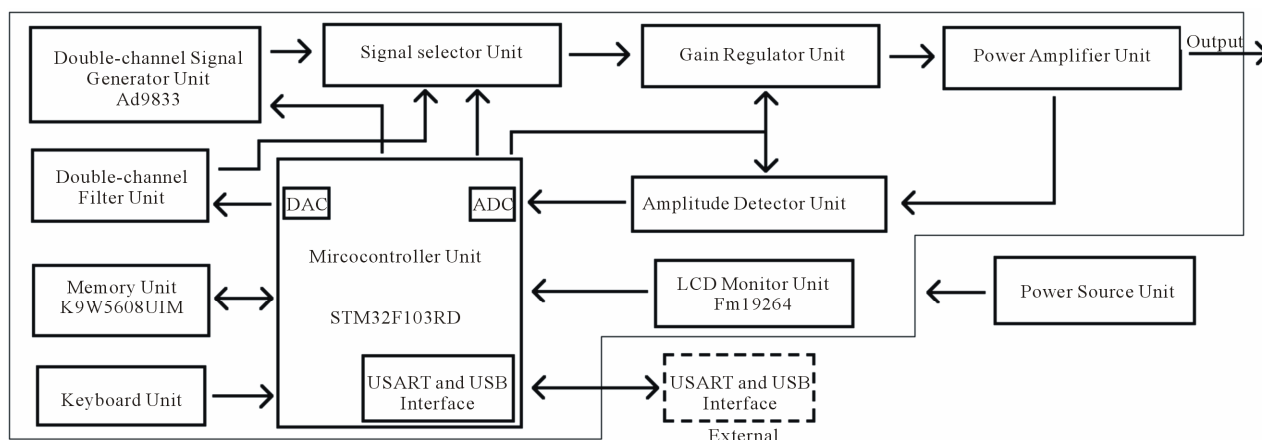 Double-channel Signal
Generator Unit
Ad9833
Signal selector Unit
Gain Regulator Unit
Power Amplifier Unit
Output
Double-channel
Filter Unit
DAC
ADC
Amplitude Detector Unit
Mircocontroller Unit
STM32F103RD
Memory Unit
K9W5608UIM
LCD Monitor Unit
Fm19264
Power Source Unit
Keyboard Unit
USART and USB
Interface
USART and USB
Interface
External